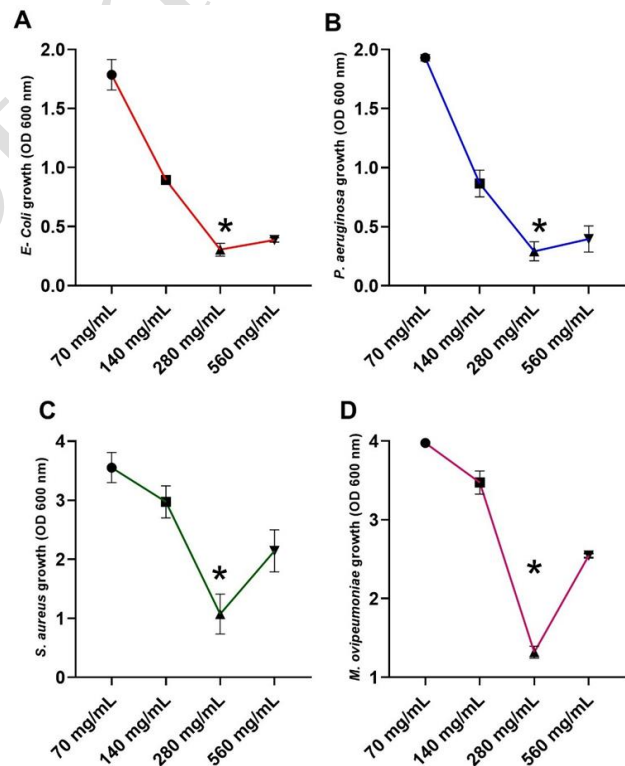 A
E- Coli growth (OD 600 nm)
2.0
1.5
1.0
0.5
0.0
*
70 mg/mL
140 mg/mL
280 mg/mL
560 mg/mL
B
P. aeruginosa growth (OD 600 nm)
2.0
1.5
1.0
0.5
0.0
*
70 mg/mL
140 mg/mL
280 mg/mL
560 mg/mL
C
S. aureus growth (OD 600 nm)
4
3
2
1
0
*
70 mg/mL
140 mg/mL
280 mg/mL
560 mg/mL
D
M. ovipeumoniae growth (OD 600 nm)
4
3
2
1
*
70 mg/mL
140 mg/mL
280 mg/mL
560 mg/mL